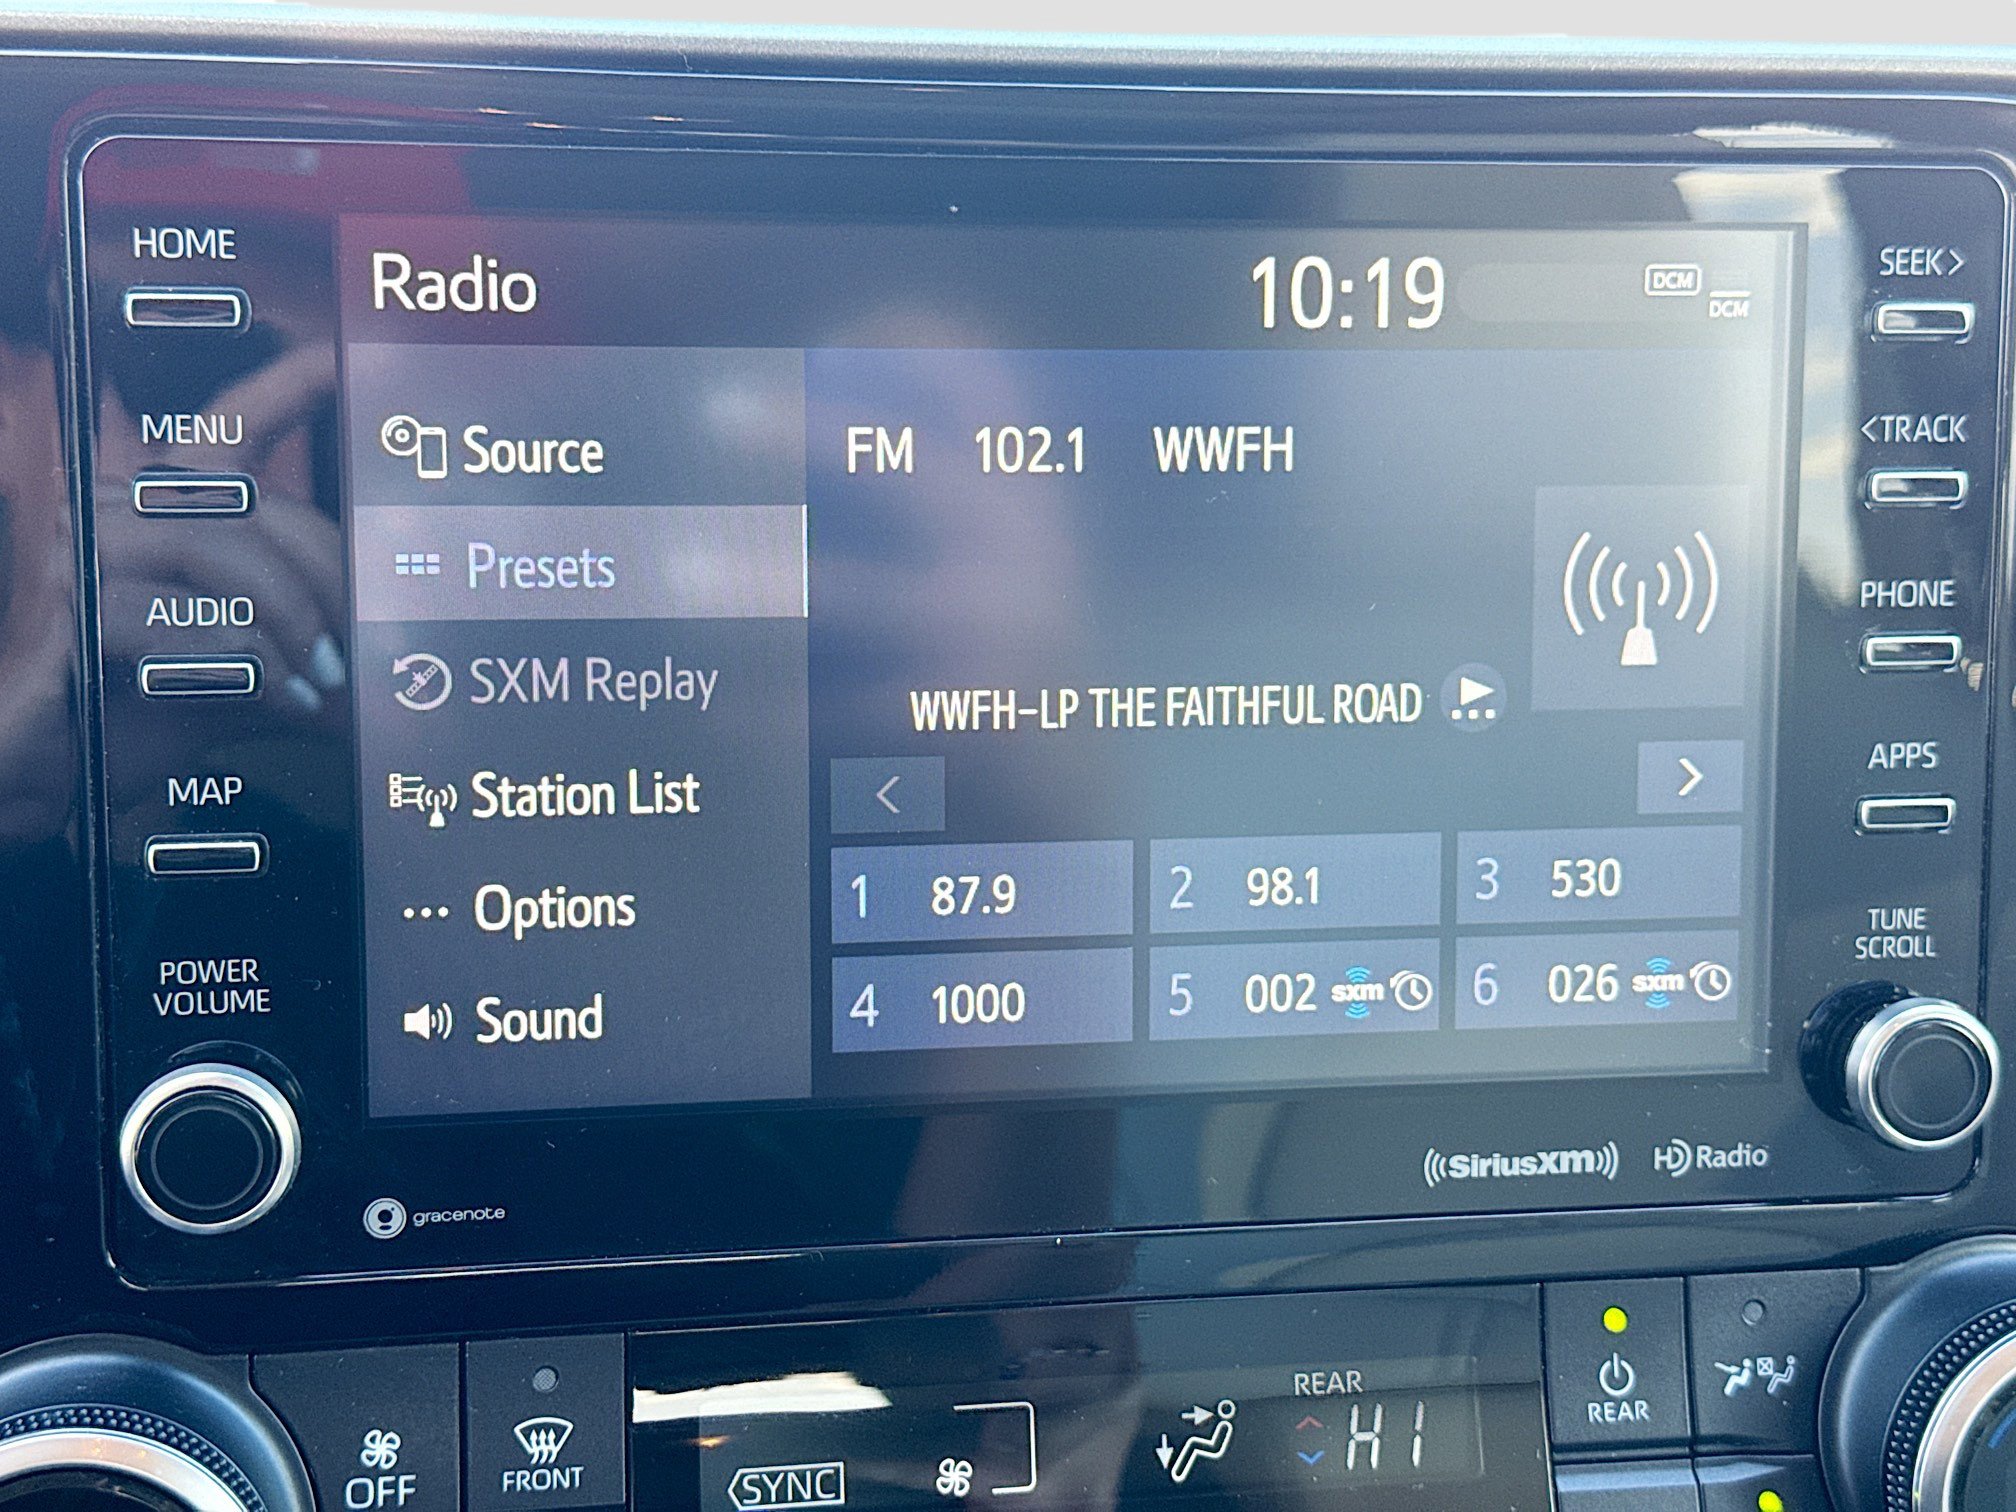 HOME
MENU
AUDIO
MAP
POWER
VOLUME
Radio
10:19
DCM
DCM
Source
Presets
SXM Replay
Station List
Options
Sound
FM 102.1 WWFH
WWFH-LP THE FAITHFUL ROAD
1 87.9
2 98.1
3 530
4 1000
5 002 sxm
6 026 sxm
SEEK>
<TRACK
PHONE
APPS
TUNE
SCROLL
gracenote
((SiriusXM))
HD Radio
OFF
FRONT
SYNC
REAR
HI
REAR